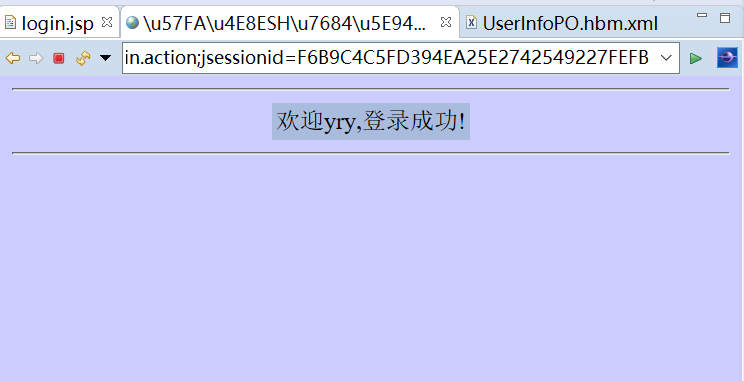 login.jsp \u57FA\u4E8ESH\u7684\u5E94... UserInfoPO.hbm.xml
in.action;jsessionid=F6B9C4C5FD394EA25E2742549227FEFB
欢迎yry,登录成功!